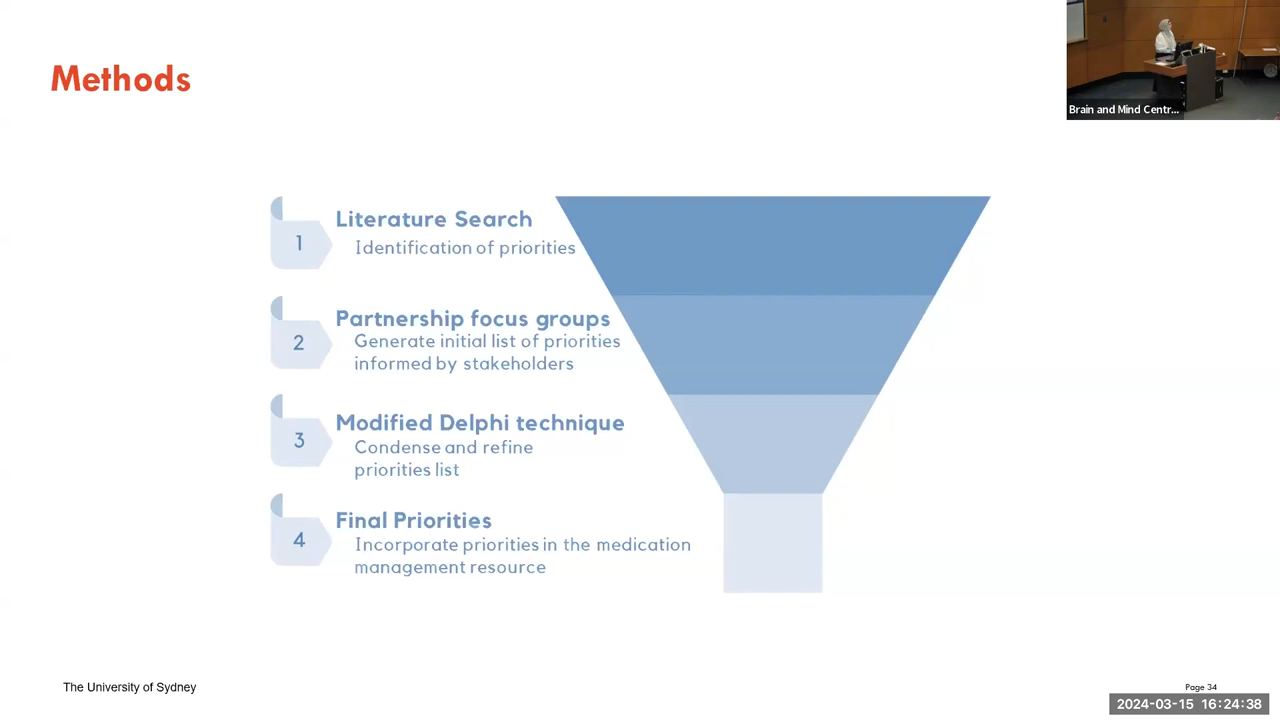 Methods
Brain and Mind Centr...
1
Literature Search
Identification of priorities
2
Partnership focus groups
Generate initial list of priorities
informed by stakeholders
3
Modified Delphi technique
Condense and refine
priorities list
4
Final Priorities
Incorporate priorities in the medication
management resource
The University of Sydney
Page 34
2024-03-15 16:24:38